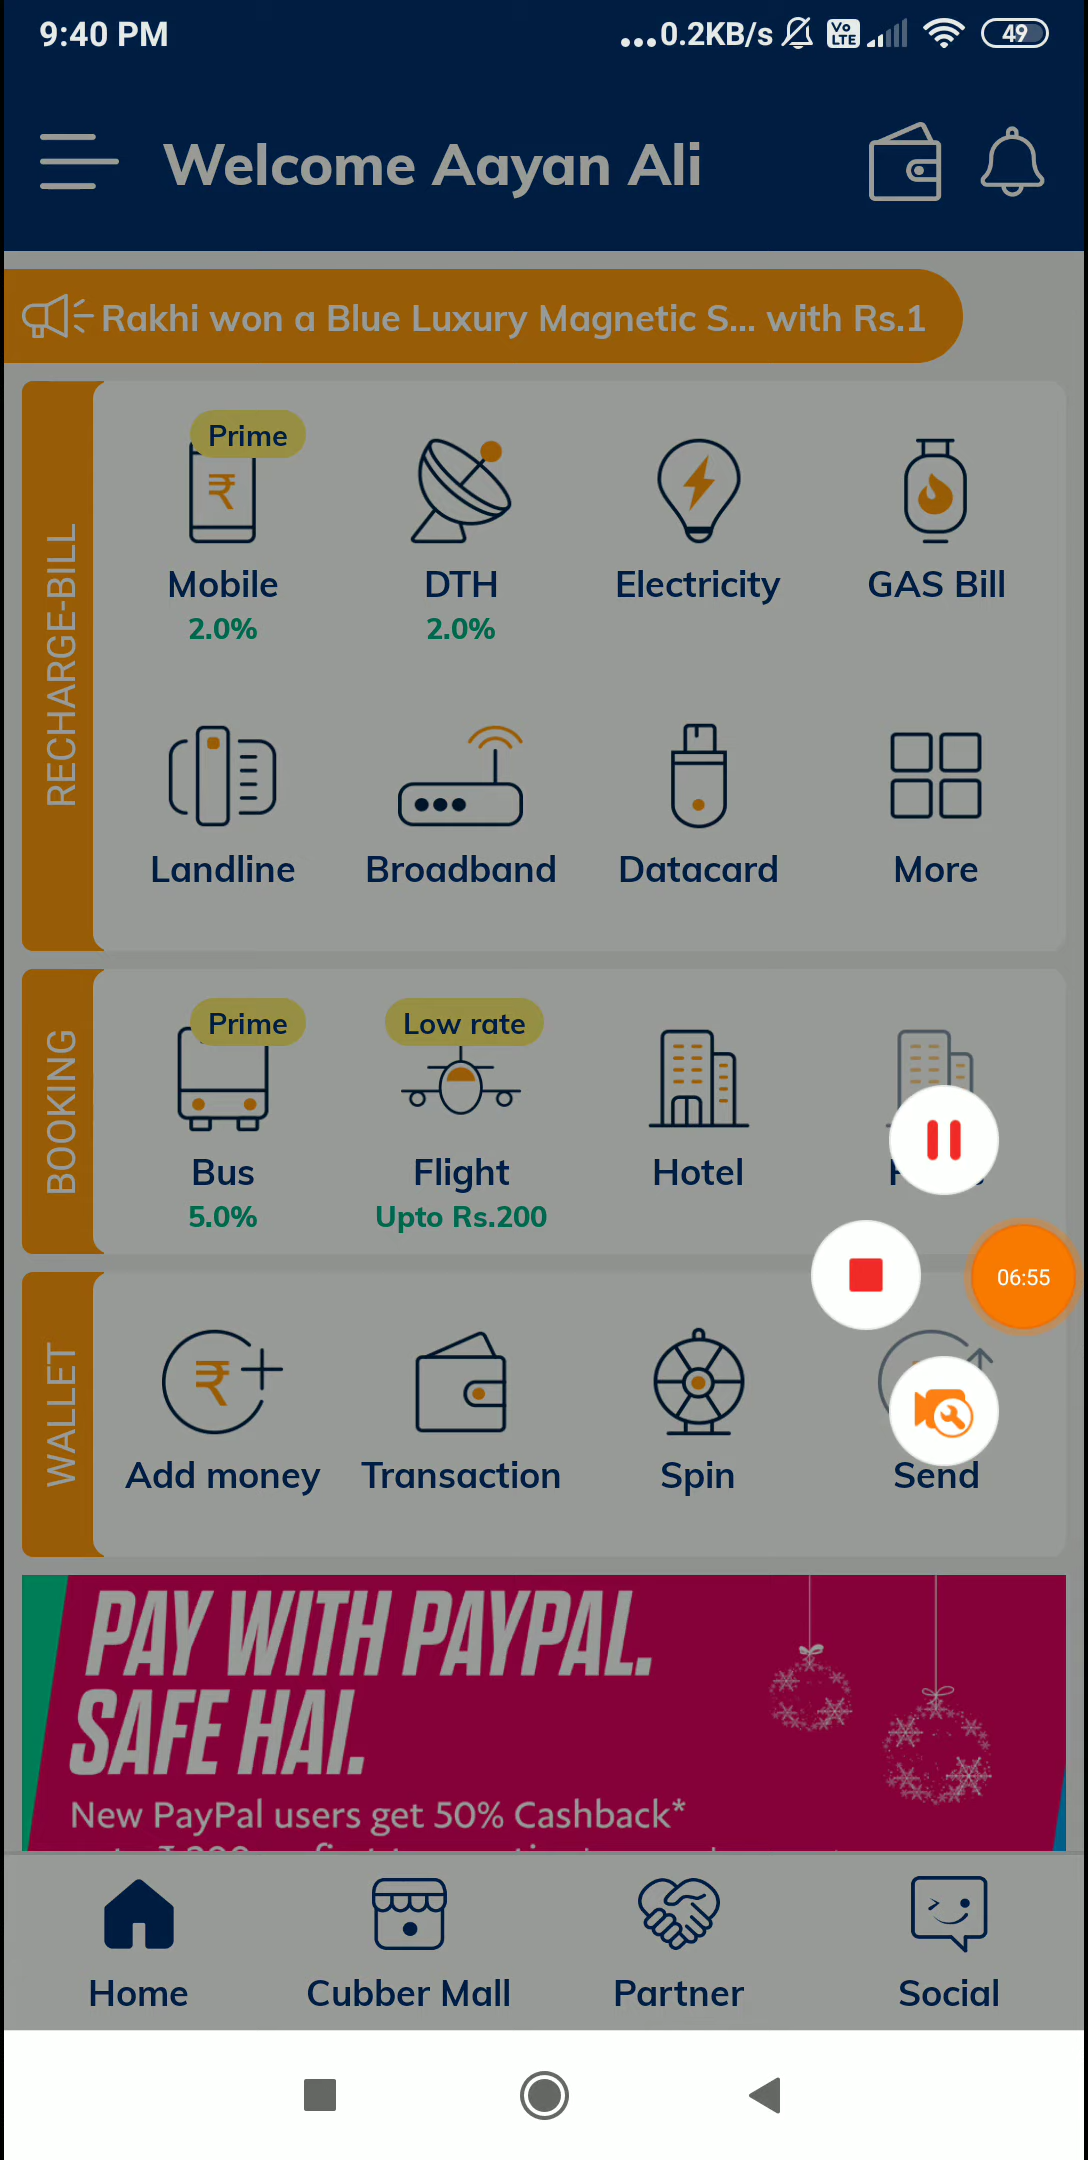 9:40 PM
...0.2KB/s
Vo
LTE
49
Welcome Aayan Ali
Rakhi won a Blue Luxury Magnetic S... with Rs.1
RECHARGE-BILL
Prime
Mobile
2.0%
DTH
2.0%
Electricity
GAS Bill
Landline
Broadband
Datacard
More
BOOKING
Prime
Bus
5.0%
Low rate
Flight
Upto Rs.200
Hotel
06:55
WALLET
Add money
Transaction
Spin
Send
PAY WITH PAYPAL.
SAFE HAI.
New PayPal users get 50% Cashback*
Home
Cubber Mall
Partner
Social